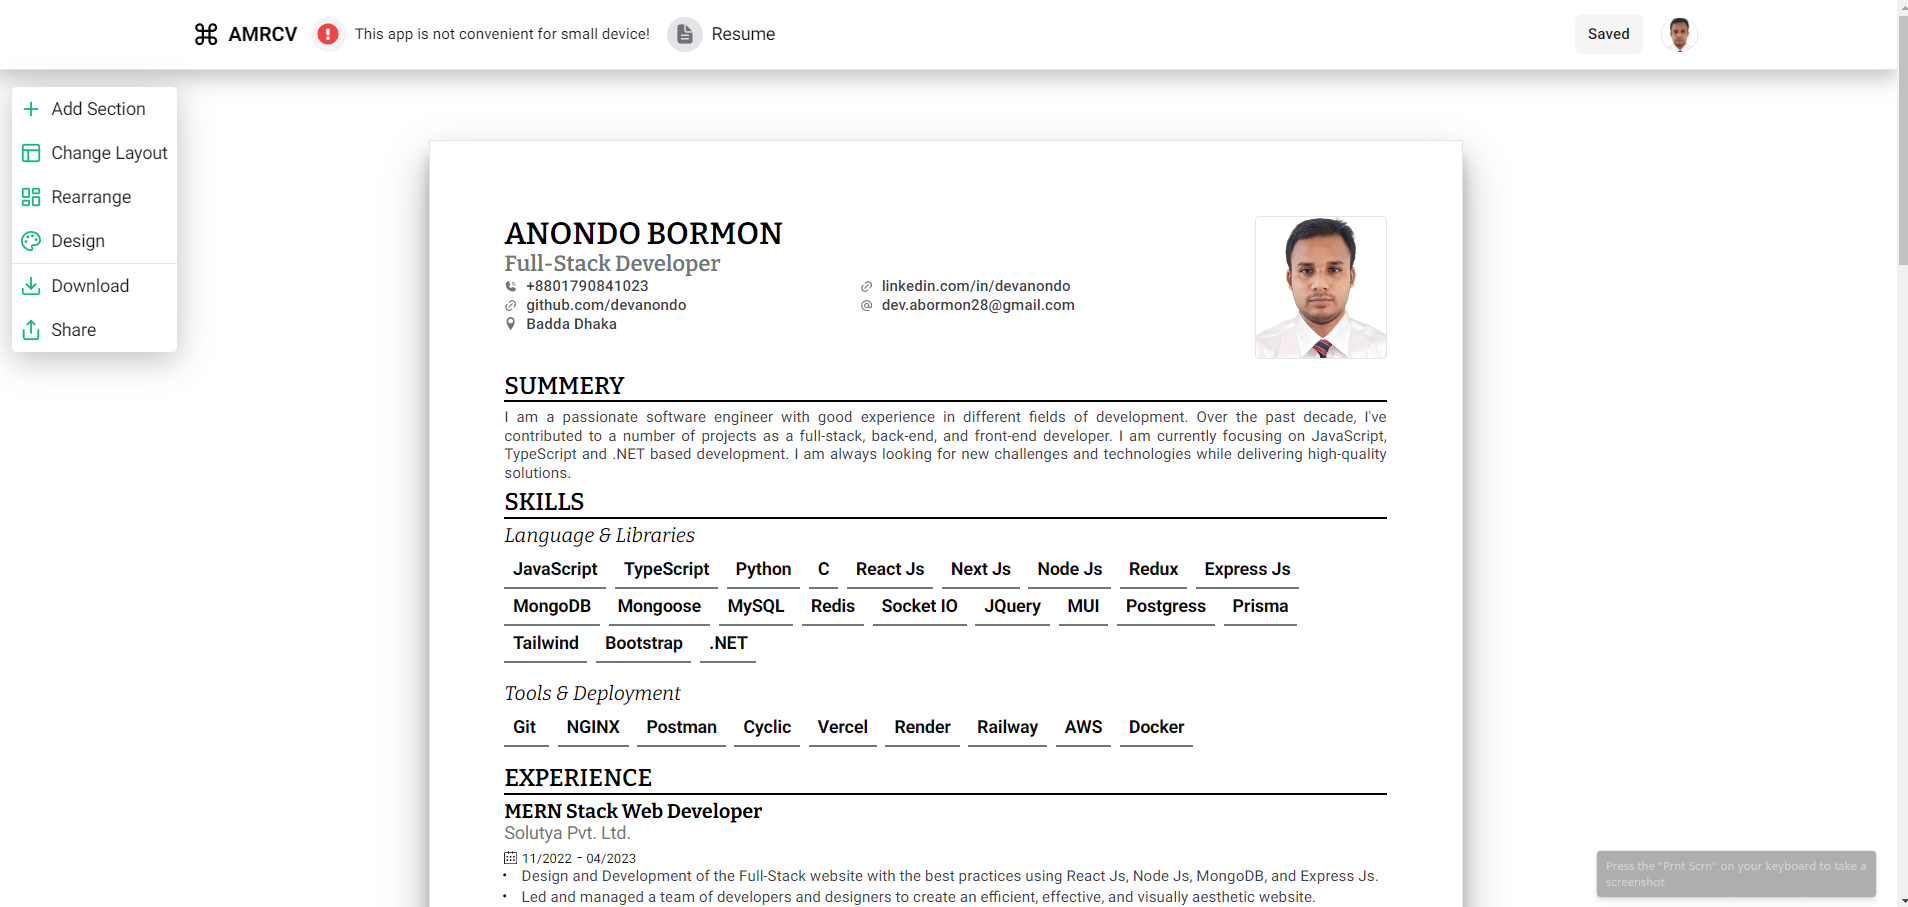 AMRCV
This app is not convenient for small device!
Resume
Saved
Add Section
Change Layout
Rearrange
Design
Download
Share
ANONDO BORMON
Full-Stack Developer
+8801790841023
linkedin.com/in/devanondo
github.com/devanondo
dev.abormon28@gmail.com
Badda Dhaka
SUMMERY
I am a passionate software engineer with good experience in different fields of development. Over the past decade, I've
contributed to a number of projects as a full-stack, back-end, and front-end developer. I am currently focusing on JavaScript,
TypeScript and .NET based development. I am always looking for new challenges and technologies while delivering high-quality
solutions.
SKILLS
Language & Libraries
JavaScript TypeScript Python C React Js Next Js Node Js Redux Express Js
MongoDB Mongoose MySQL Redis Socket IO JQuery MUI Postgress Prisma
Tailwind Bootstrap .NET
Tools & Deployment
Git NGINX Postman Cyclic Vercel Render Railway AWS Docker
EXPERIENCE
MERN Stack Web Developer
Solutya Pvt. Ltd.
11/2022 - 04/2023
• Design and Development of the Full-Stack website with the best practices using React Js, Node Js, MongoDB, and Express Js.
• Led and managed a team of developers and designers to create an efficient, effective, and visually aesthetic website.
Press the "Prnt Scrn" on your keyboard to take a
screenshot